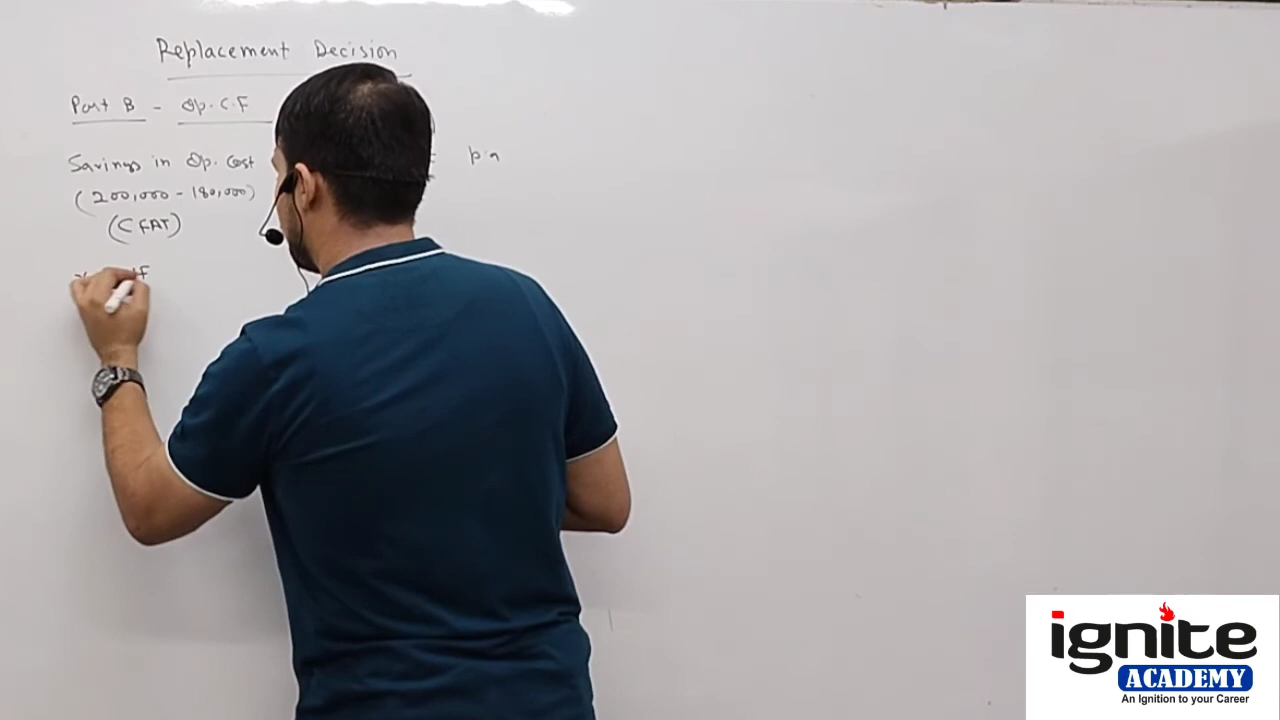 Replacement Decision
Part B - Op. C.F
Savings in Op. Cost p.a
(200,000 - 180,000)
(CFAT)
ignite
ACADEMY
An Ignition to your Career